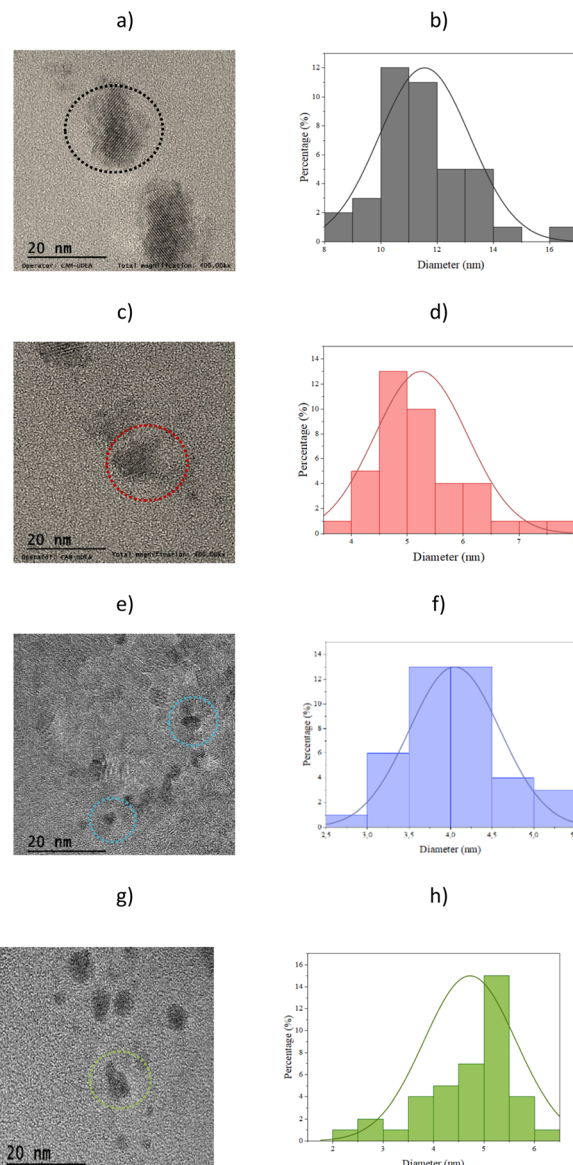 a)
b)
20 nm
Operator: CAM-UDEA Total magnification: 400.00kx
Percentage (%)
12
10
8
6
4
2
0
8 10 12 14 16
Diameter (nm)
c)
d)
20 nm
Operator: CAM-UDEA Total magnification: 400.00kx
Percentage (%)
14
12
10
8
6
4
2
0
4 5 6 7
Diameter (nm)
e)
f)
20 nm
Percentage (%)
14
12
10
8
6
4
2
0
2,5 3,0 3,5 4,0 4,5 5,0
Diameter (nm)
g)
h)
20 nm
Percentage (%)
16
14
12
10
8
6
4
2
0
2 3 4 5 6
Diameter (nm)